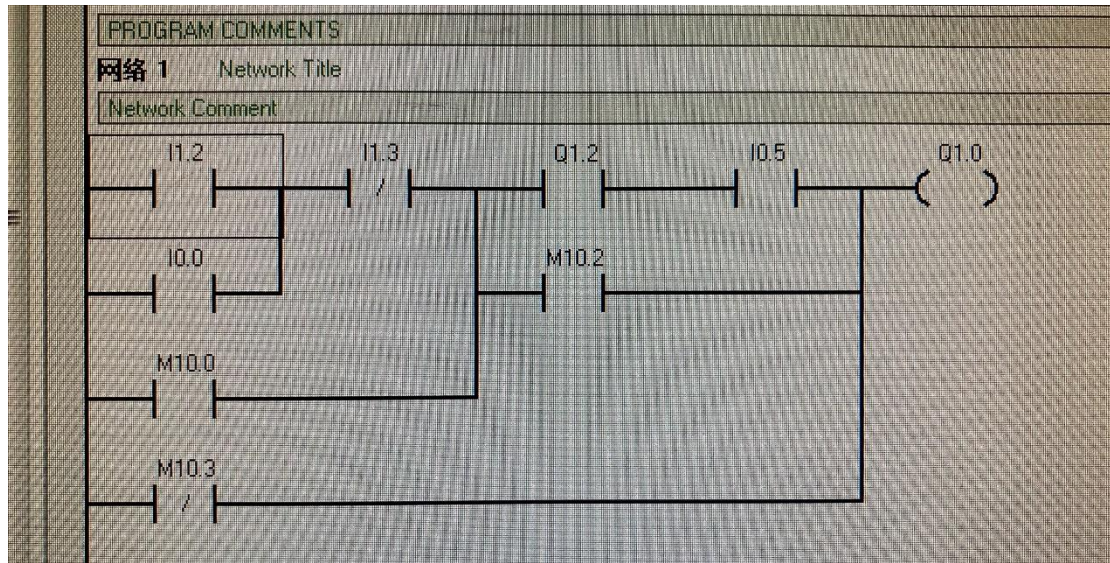 PROGRAM COMMENTS
网络 1 Network Title
Network Comment
I1.2 I1.3 Q1.2 I0.5 Q1.0
I0.0 M10.2
M10.0
M10.3